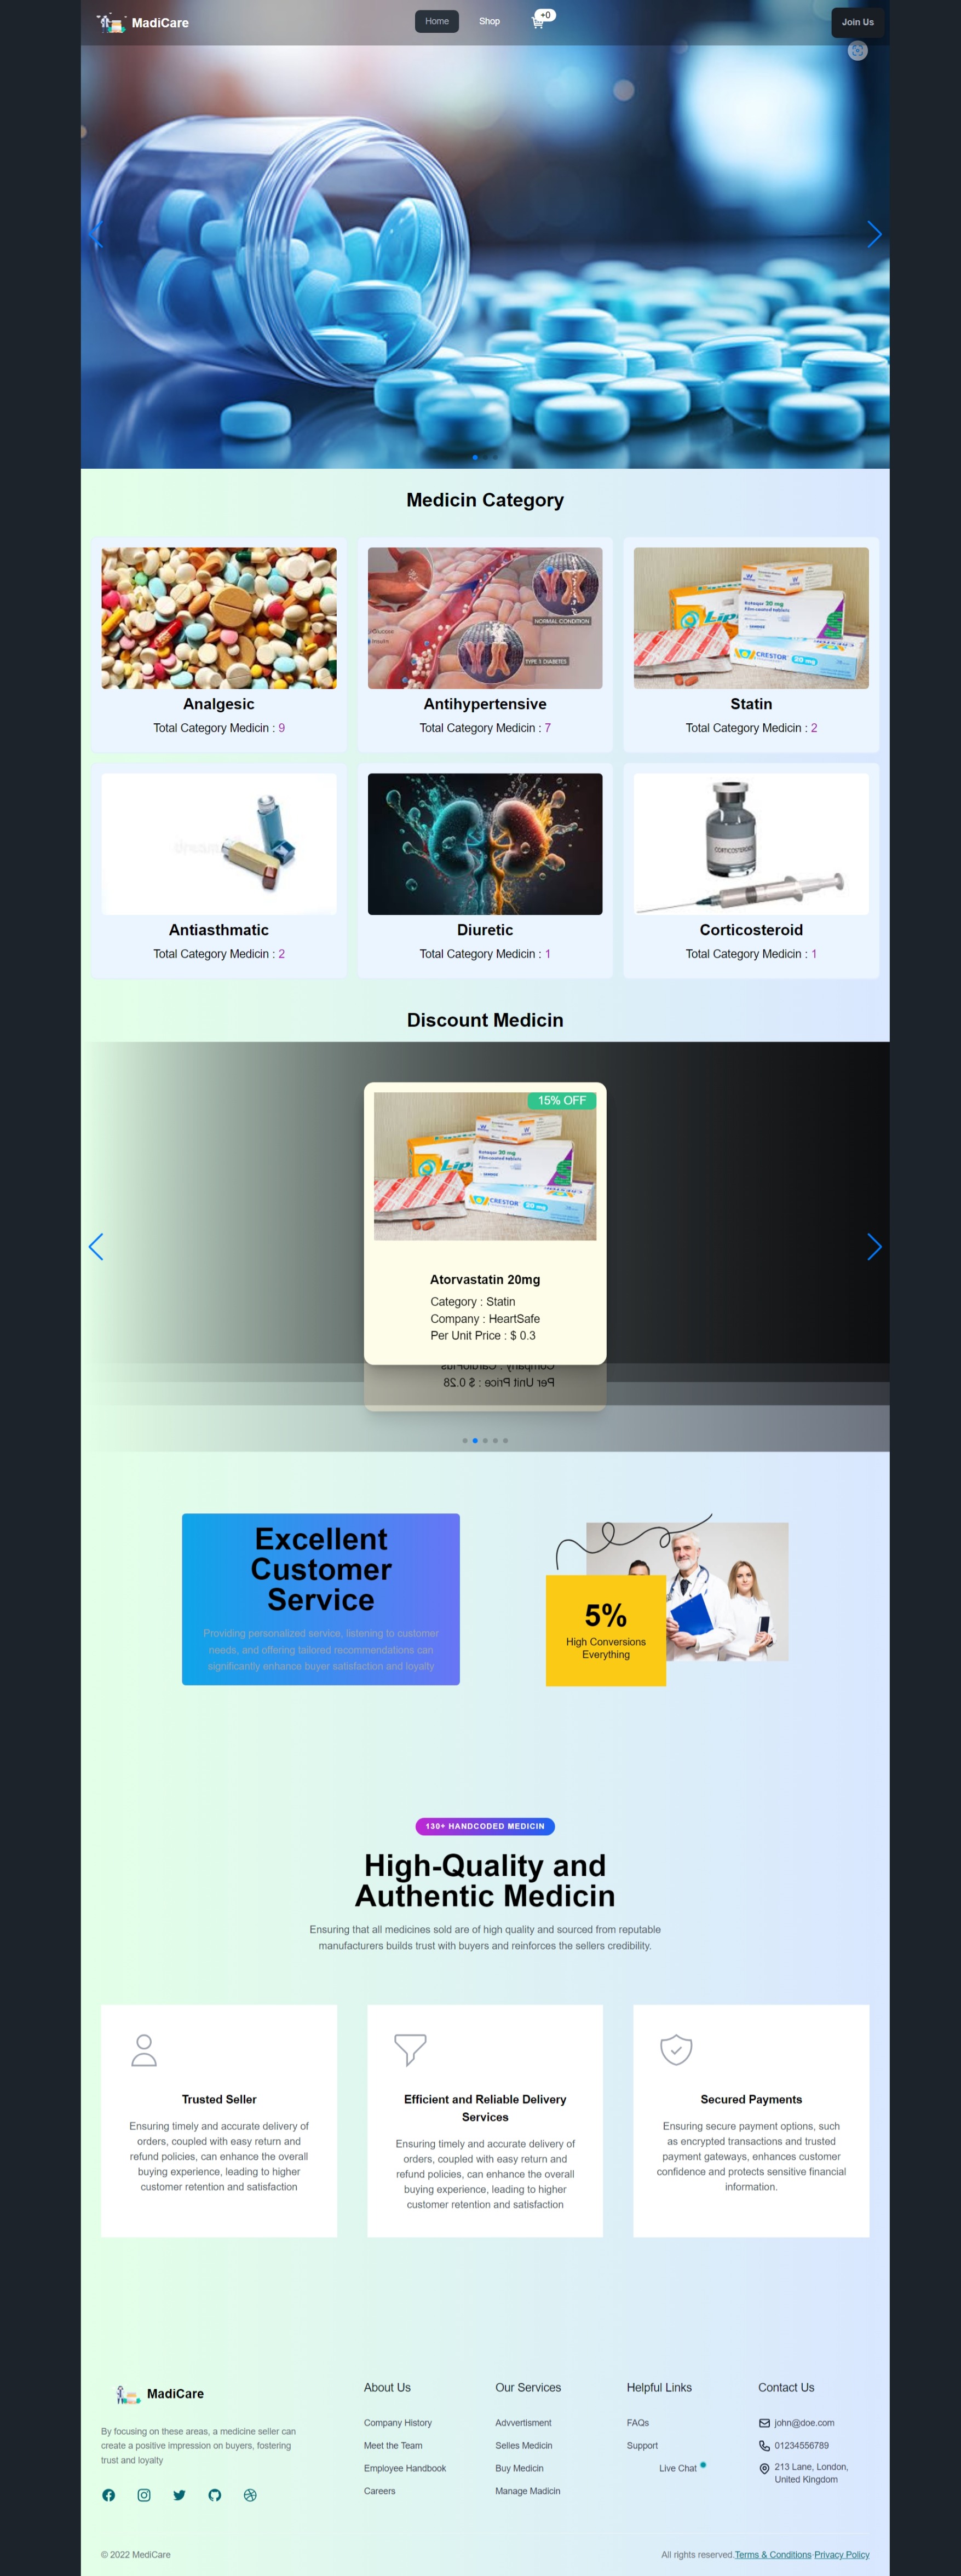 MadiCare
Home
Shop
+0
Join Us
Medicin Category
NORMAL CONDITION
TYPE 1 DIABETES
Glucose
Insulin
CRESTOR
Analgesic
Antihypertensive
Statin
Total Category Medicin : 9
Total Category Medicin : 7
Total Category Medicin : 2
CORTICOSTEROID
Antiasthmatic
Diuretic
Corticosteroid
Total Category Medicin : 2
Total Category Medicin : 1
Total Category Medicin : 1
Discount Medicin
15% OFF
CRESTOR
Atorvastatin 20mg
Category : Statin
Company : HeartSafe
Per Unit Price : $ 0.3
Company : CardioPlus
Per Unit Price : $ 0.28
Excellent
Customer
Service
Providing personalized service, listening to customer
needs, and offering tailored recommendations can
significantly enhance buyer satisfaction and loyalty
5%
High Conversions
Everything
130+ HANDCODED MEDICIN
High-Quality and
Authentic Medicin
Ensuring that all medicines sold are of high quality and sourced from reputable
manufacturers builds trust with buyers and reinforces the sellers credibility.
Trusted Seller
Ensuring timely and accurate delivery of
orders, coupled with easy return and
refund policies, can enhance the overall
buying experience, leading to higher
customer retention and satisfaction
Efficient and Reliable Delivery
Services
Ensuring timely and accurate delivery of
orders, coupled with easy return and
refund policies, can enhance the overall
buying experience, leading to higher
customer retention and satisfaction
Secured Payments
Ensuring secure payment options, such
as encrypted transactions and trusted
payment gateways, enhances customer
confidence and protects sensitive financial
information.
MadiCare
By focusing on these areas, a medicine seller can
create a positive impression on buyers, fostering
trust and loyalty
About Us
Company History
Meet the Team
Employee Handbook
Careers
Our Services
Advvertisment
Selles Medicin
Buy Medicin
Manage Madicin
Helpful Links
FAQs
Support
Live Chat
Contact Us
john@doe.com
01234556789
213 Lane, London,
United Kingdom
© 2022 MadiCare
All rights reserved.Terms & Conditions·Privacy Policy